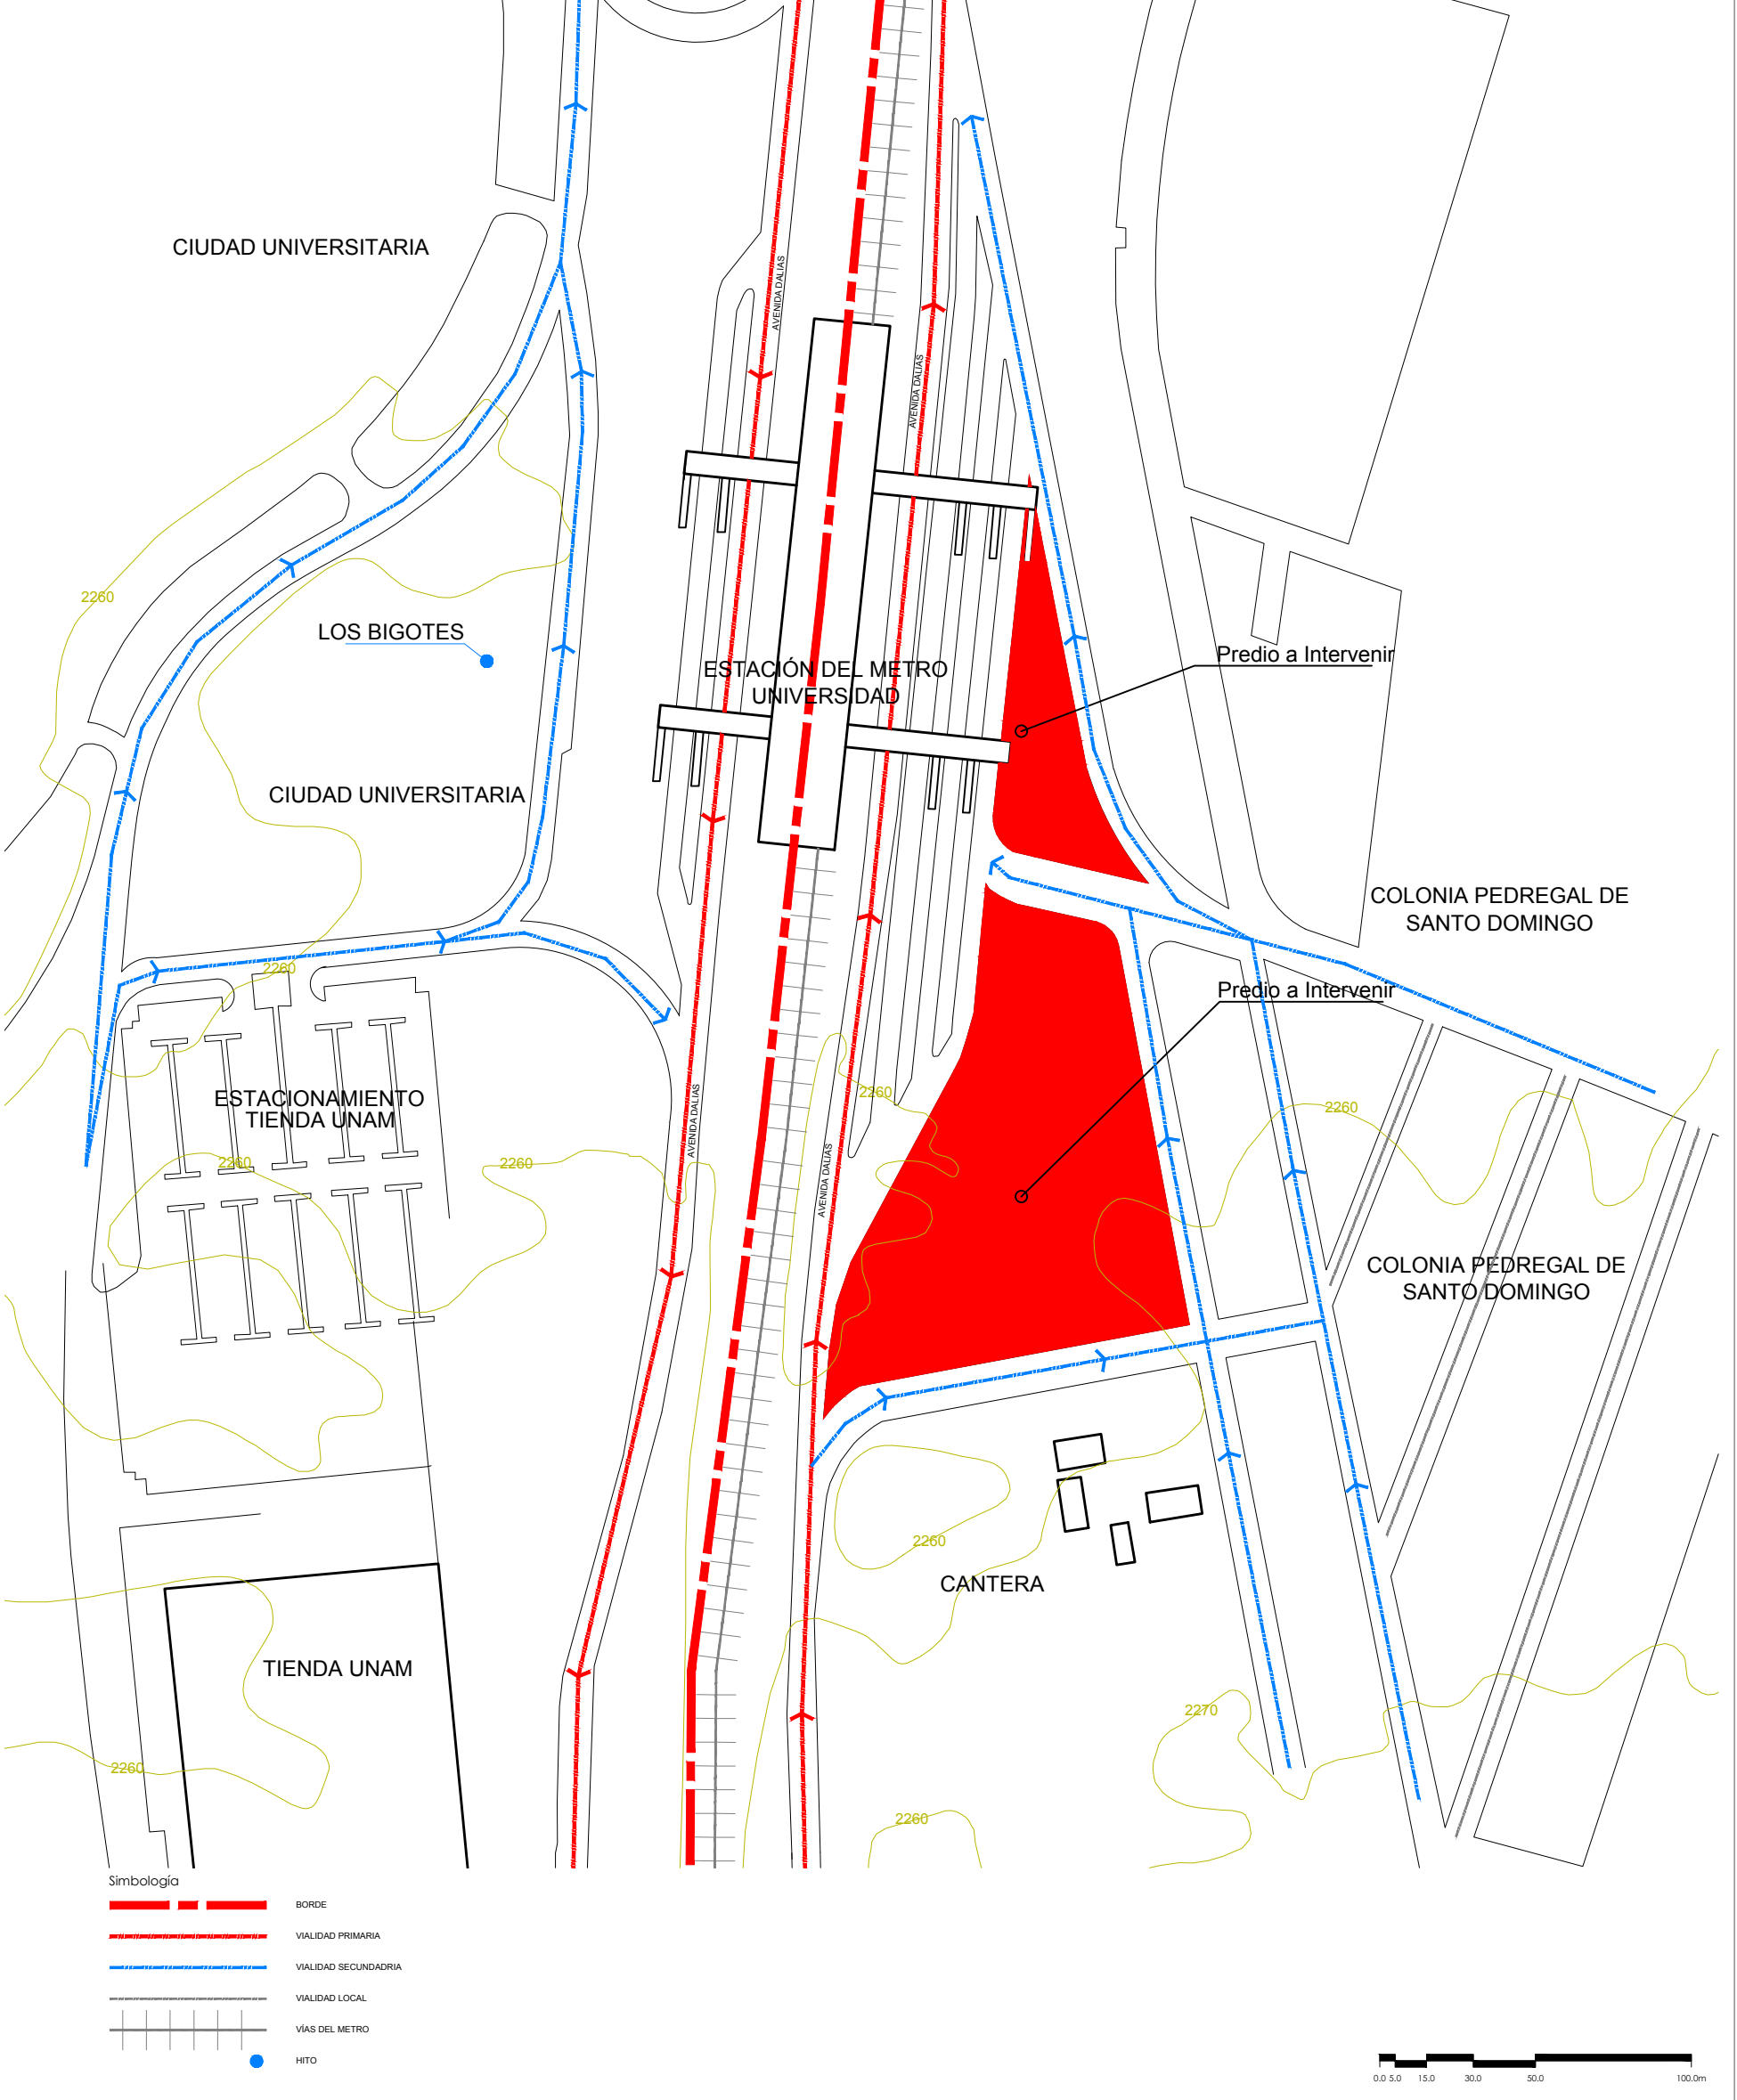 CIUDAD UNIVERSITARIA
AVENIDA DALIAS
AVENIDA DALIAS
2260
LOS BIGOTES
ESTACIÓN DEL METRO
UNIVERSIDAD
Predio a Intervenir
CIUDAD UNIVERSITARIA
COLONIA PEDREGAL DE
SANTO DOMINGO
2260
Predio a Intervenir
ESTACIONAMIENTO
TIENDA UNAM
2260
2260
2260
2260
AVENIDA DALIAS
AVENIDA DALIAS
COLONIA PEDREGAL DE
SANTO DOMINGO
2260
CANTERA
TIENDA UNAM
2270
2260
2260
Simbología
BORDE
VIALIDAD PRIMARIA
VIALIDAD SECUNDADRIA
VIALIDAD LOCAL
VÍAS DEL METRO
HITO
0.0 5.0 15.0 30.0 50.0 100.0m